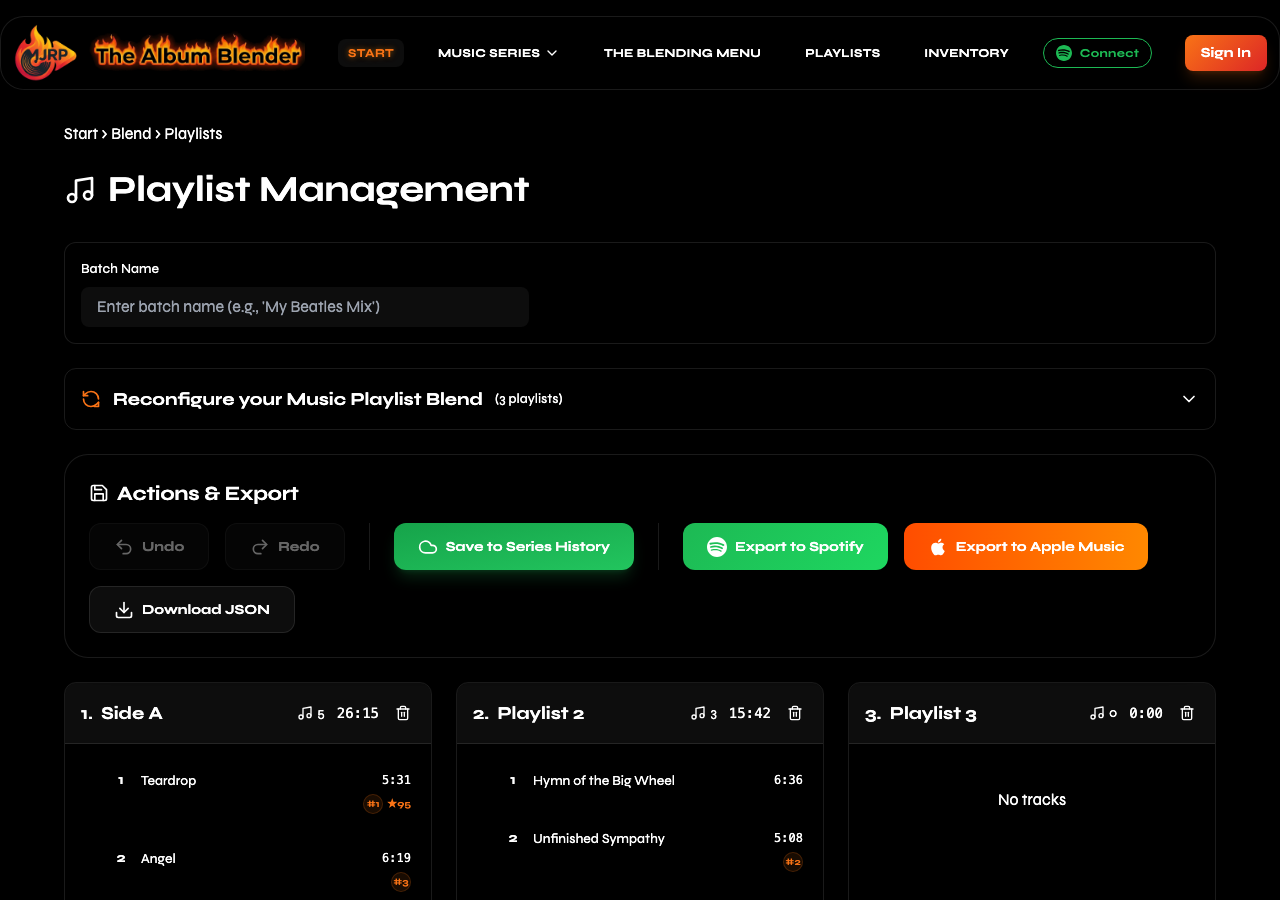 JRP The Album Blender START MUSIC SERIES THE BLENDING MENU PLAYLISTS INVENTORY Connect Sign In
Start › Blend › Playlists
Playlist Management
Batch Name
Enter batch name (e.g., 'My Beatles Mix')
Reconfigure your Music Playlist Blend (3 playlists)
Actions & Export
Undo Redo Save to Series History Export to Spotify Export to Apple Music
Download JSON
1. Side A 5 26:15
1 Teardrop 5:31
#1 ★95
2 Angel 6:19
#3
2. Playlist 2 3 15:42
1 Hymn of the Big Wheel 6:36
2 Unfinished Sympathy 5:08
#2
3. Playlist 3 0 0:00
No tracks